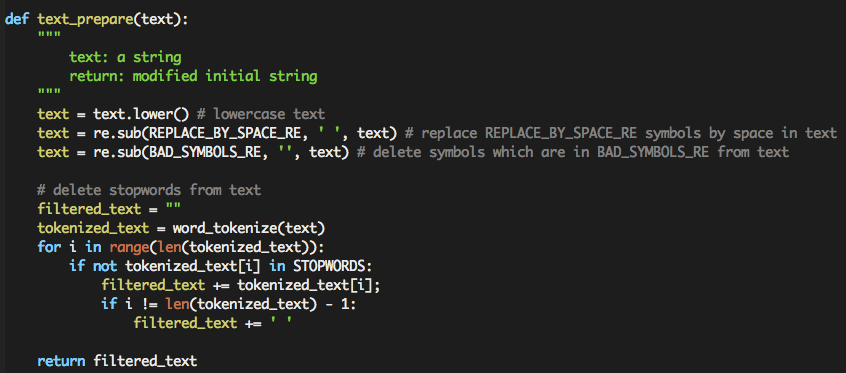 def text_prepare(text):
    """
        text: a string
        return: modified initial string
    """
    text = text.lower() # lowercase text
    text = re.sub(REPLACE_BY_SPACE_RE, ' ', text) # replace REPLACE_BY_SPACE_RE symbols by space in text
    text = re.sub(BAD_SYMBOLS_RE, '', text) # delete symbols which are in BAD_SYMBOLS_RE from text

    # delete stopwords from text
    filtered_text = ""
    tokenized_text = word_tokenize(text)
    for i in range(len(tokenized_text)):
        if not tokenized_text[i] in STOPWORDS:
            filtered_text += tokenized_text[i];
            if i != len(tokenized_text) - 1:
                filtered_text += ' '

    return filtered_text